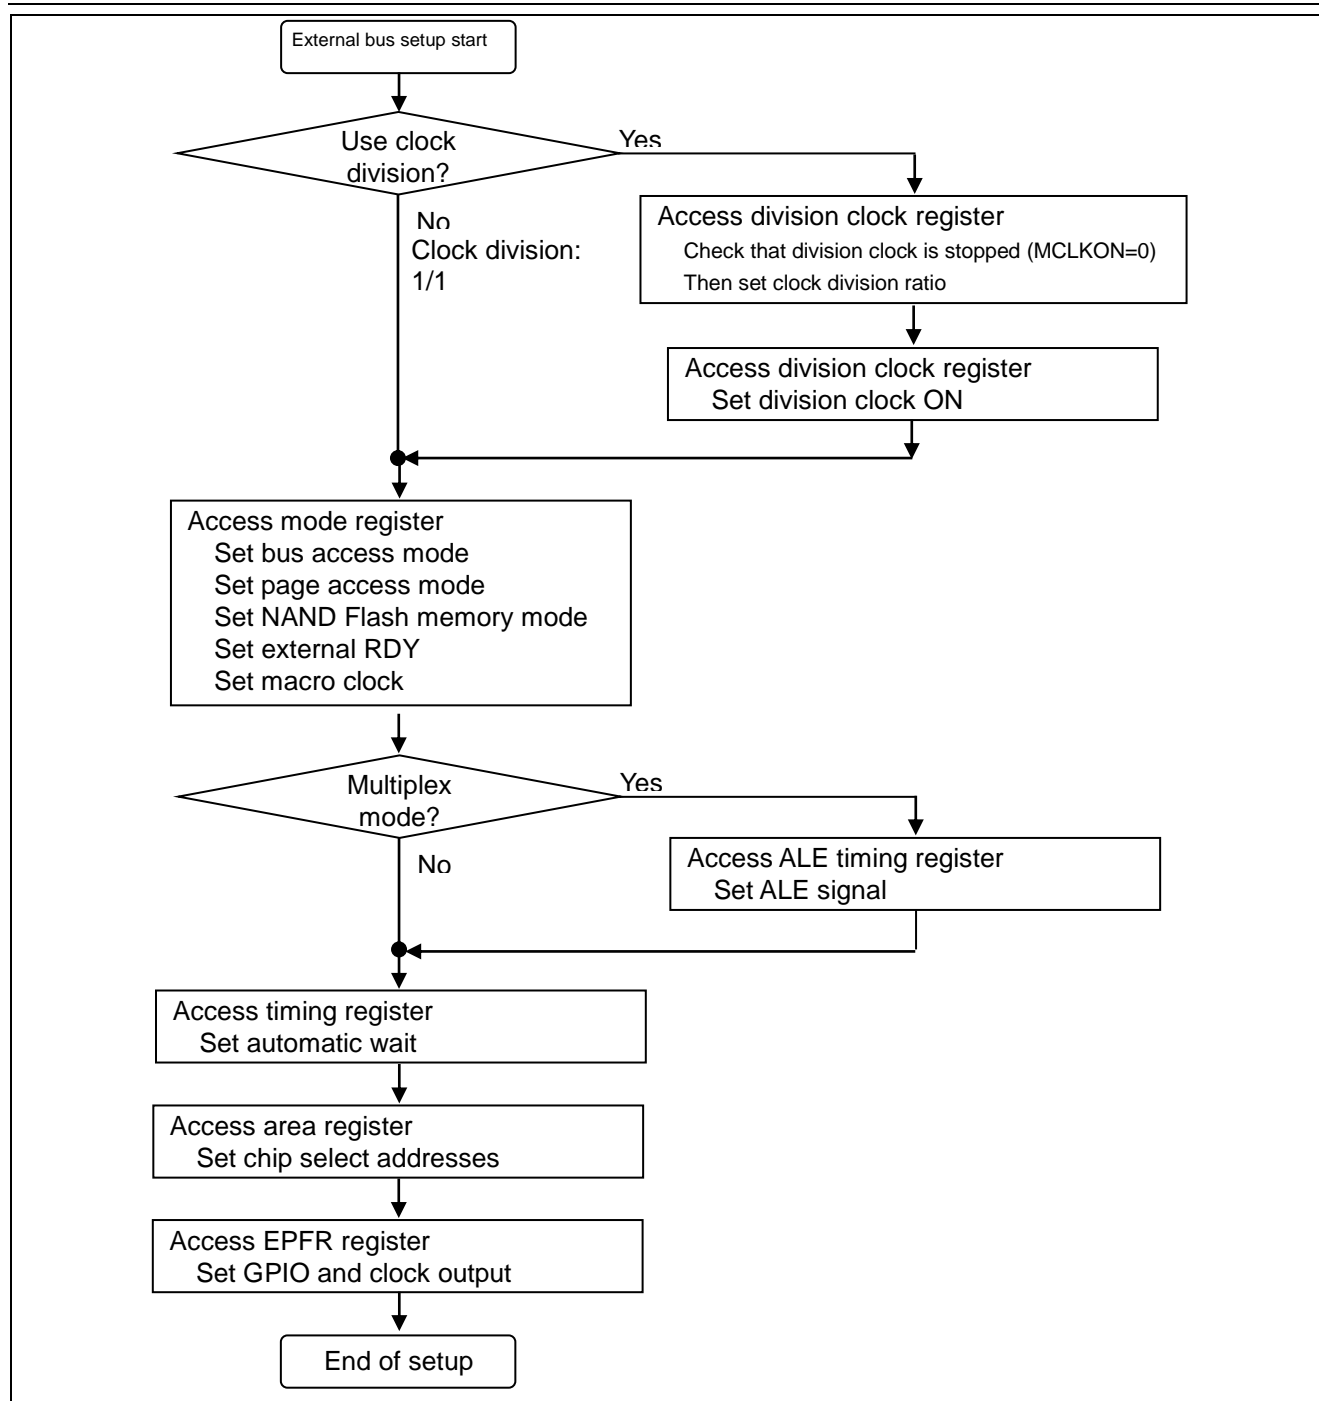 External bus setup start
Use clock
division?
Yes
No
Clock division:
1/1
Access division clock register
Check that division clock is stopped (MCLKON=0)
Then set clock division ratio
Access division clock register
Set division clock ON
Access mode register
Set bus access mode
Set page access mode
Set NAND Flash memory mode
Set external RDY
Set macro clock
Multiplex
mode?
Yes
No
Access ALE timing register
Set ALE signal
Access timing register
Set automatic wait
Access area register
Set chip select addresses
Access EPFR register
Set GPIO and clock output
End of setup